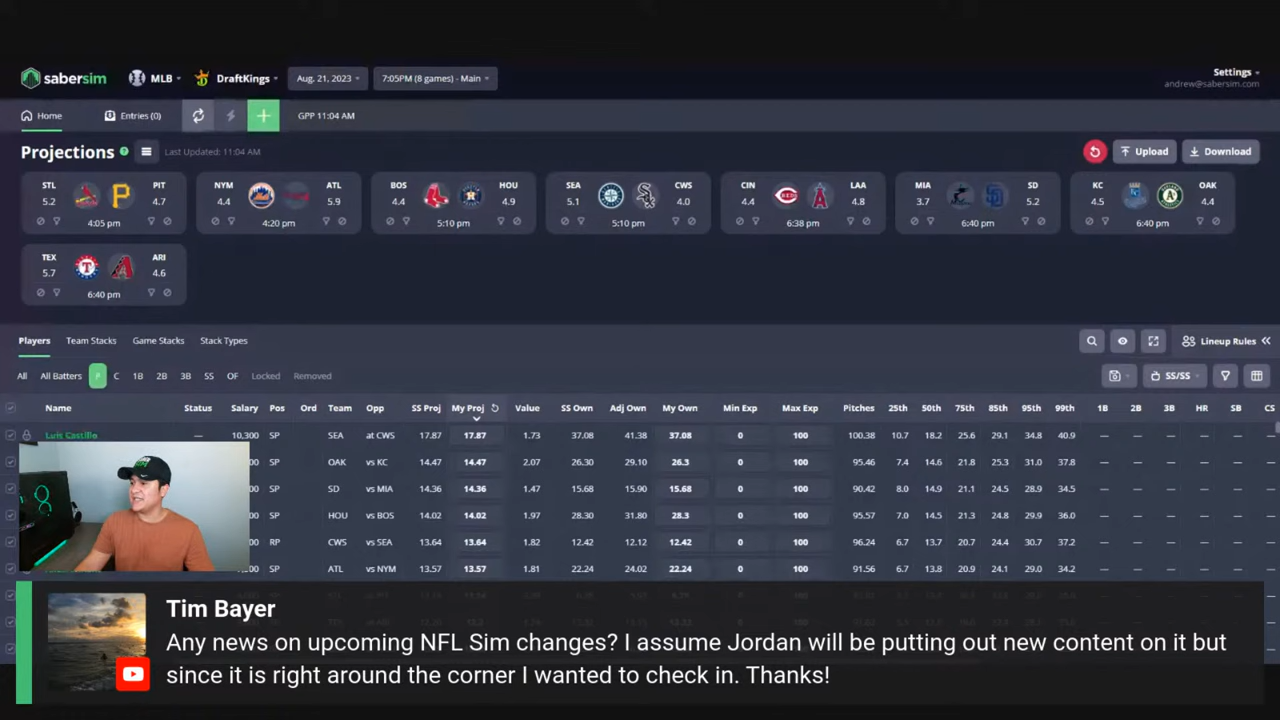 sabersim MLB DraftKings Aug. 21, 2023 7:05PM (8 games) - Main Settings
andrew@sabersim.com
Home Entries (0) GPP 11:04 AM
Projections Last Updated: 11:04 AM Upload Download
STL PIT NYM ATL BOS HOU SEA CWS CIN LAA MIA SD KC OAK
5.2 4.7 4.4 5.9 4.4 4.9 5.1 4.0 4.4 4.8 3.7 5.2 4.5 4.4
4:05 pm 4:20 pm 5:10 pm 5:10 pm 6:38 pm 6:40 pm 6:40 pm
TEX ARI
5.7 4.6
6:40 pm
Players Team Stacks Game Stacks Stack Types Lineup Rules
All All Batters P C 1B 2B 3B SS OF Locked Removed SS/SS
Name Status Salary Pos Ord Team Opp SS Proj My Proj Value SS Own Adj Own My Own Min Exp Max Exp Pitches 25th 50th 75th 85th 95th 99th 1B 2B 3B HR SB CS
Luis Castillo — 10,300 SP SEA at CWS 17.87 17.87 1.73 37.08 41.38 37.08 0 100 100.38 10.7 18.2 25.6 29.1 34.8 40.9 — — — — — —
00 SP OAK vs KC 14.47 14.47 2.07 26.30 29.10 26.3 0 100 95.46 7.4 14.6 21.8 25.3 31.0 37.8 — — — — — —
00 SP SD vs MIA 14.36 14.36 1.47 15.68 15.90 15.68 0 100 90.42 8.0 14.9 21.1 24.5 28.9 34.5 — — — — — —
00 SP HOU vs BOS 14.02 14.02 1.97 28.30 31.80 28.3 0 100 95.57 7.0 14.5 21.3 24.8 29.9 36.0 — — — — — —
00 RP CWS vs SEA 13.64 13.64 1.82 12.42 12.12 12.42 0 100 96.24 6.7 13.7 20.7 24.4 30.7 37.2 — — — — — —
00 SP ATL vs NYM 13.57 13.57 1.81 22.24 24.02 22.24 0 100 91.56 6.7 13.8 20.9 24.1 29.0 34.2 — — — — — —
Tim Bayer
Any news on upcoming NFL Sim changes? I assume Jordan will be putting out new content on it but
since it is right around the corner I wanted to check in. Thanks!